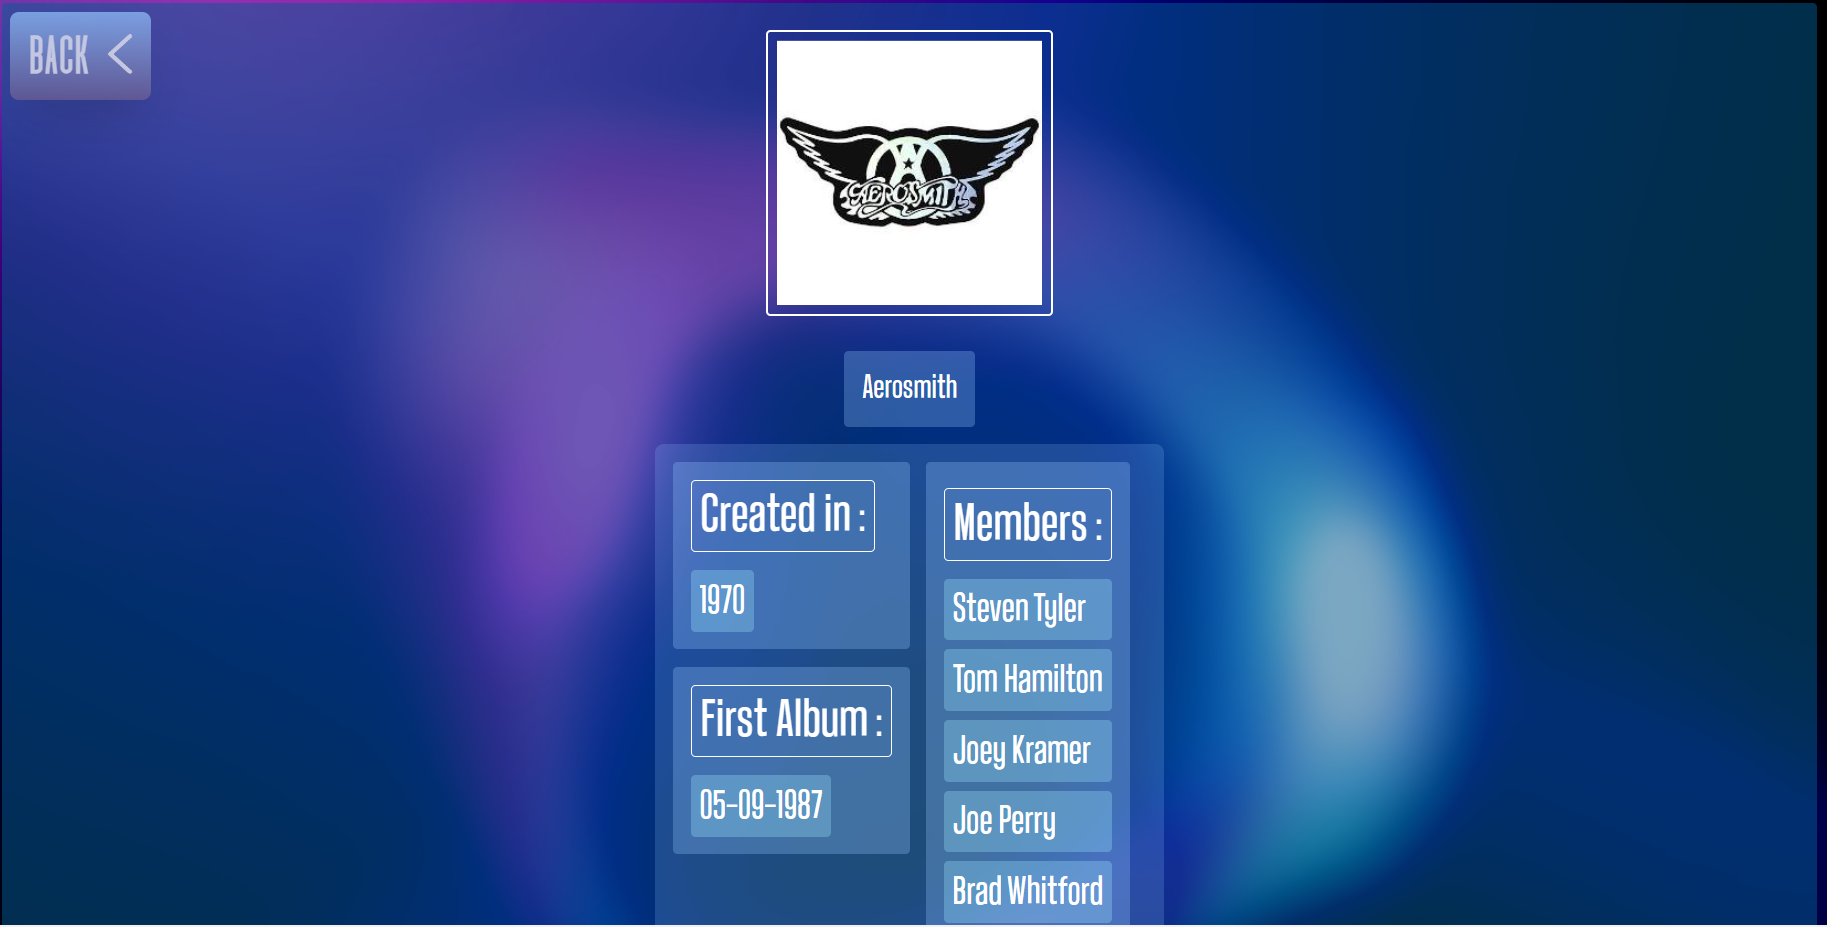 BACK <
AEROSMITH
Aerosmith
Created in :
1970
First Album :
05-09-1987
Members :
Steven Tyler
Tom Hamilton
Joey Kramer
Joe Perry
Brad Whitford